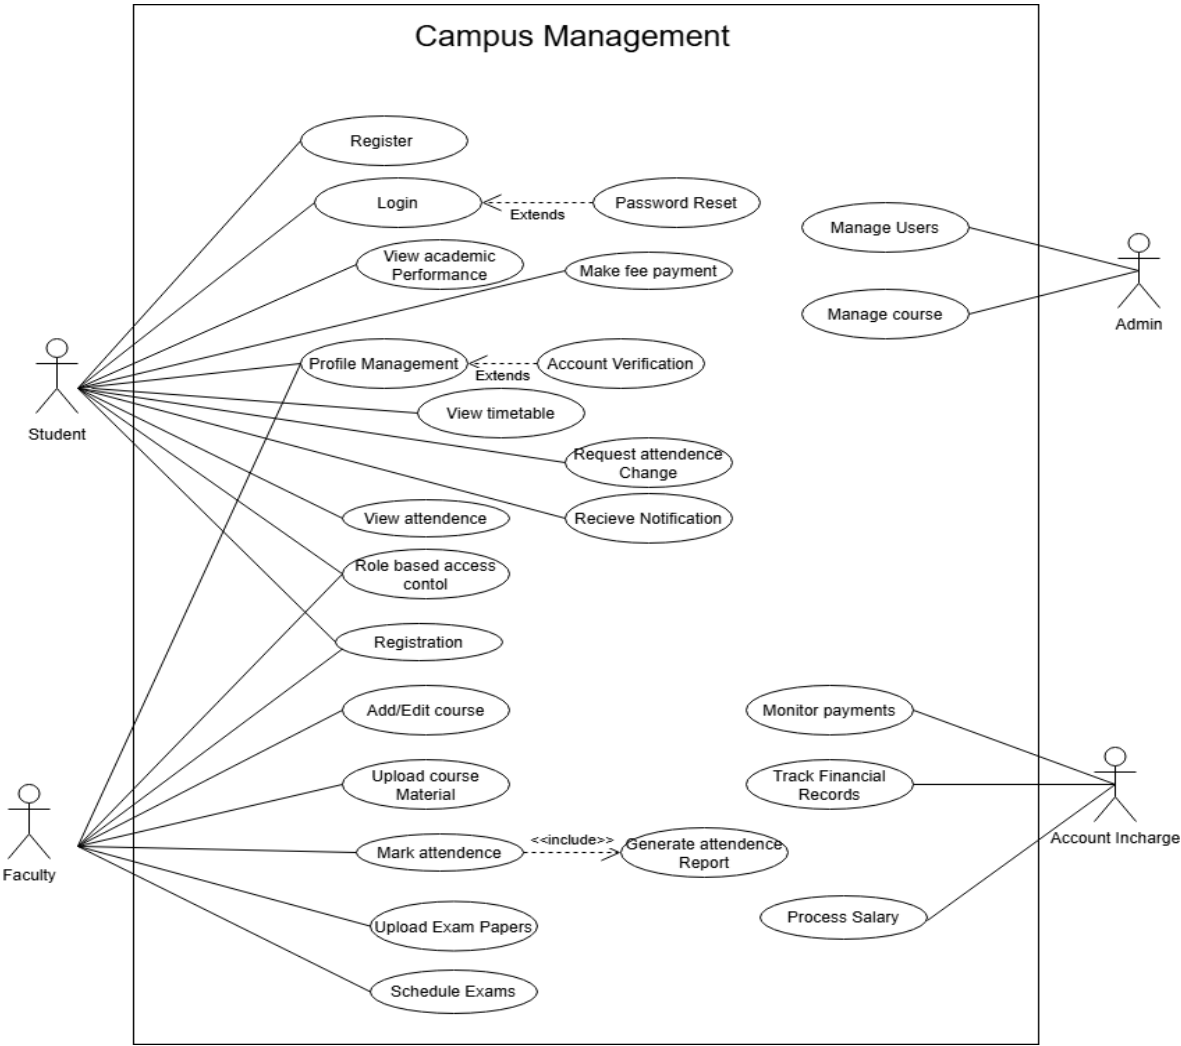 Campus Management
Register
Login
Extends
Password Reset
Manage Users
View academic
Performance
Make fee payment
Manage course
Admin
Profile Management
Extends
Account Verification
Student
View timetable
Request attendence
Change
View attendence
Recieve Notification
Role based access
contol
Registration
Add/Edit course
Monitor payments
Upload course
Material
Track Financial
Records
Account Incharge
Mark attendence
<<include>>
Generate attendence
Report
Faculty
Upload Exam Papers
Process Salary
Schedule Exams